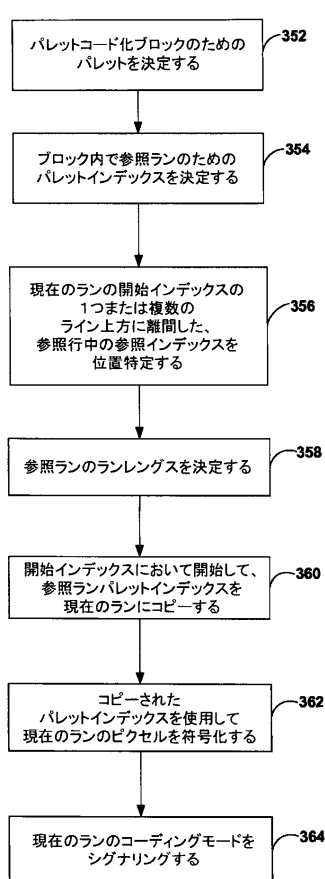 パレットコード化ブロックのための
パレットを決定する
352
ブロック内で参照ランのための
パレットインデックスを決定する
354
現在のランの開始インデックスの
１つまたは複数の
ライン上方に離間した、
参照行中の参照インデックスを
位置特定する
356
参照ランのランレングスを決定する
358
開始インデックスにおいて開始して、
参照ランパレットインデックスを
現在のランにコピーする
360
コピーされた
パレットインデックスを使用して
現在のランのピクセルを符号化する
362
現在のランのコーディングモードを
シグナリングする
364